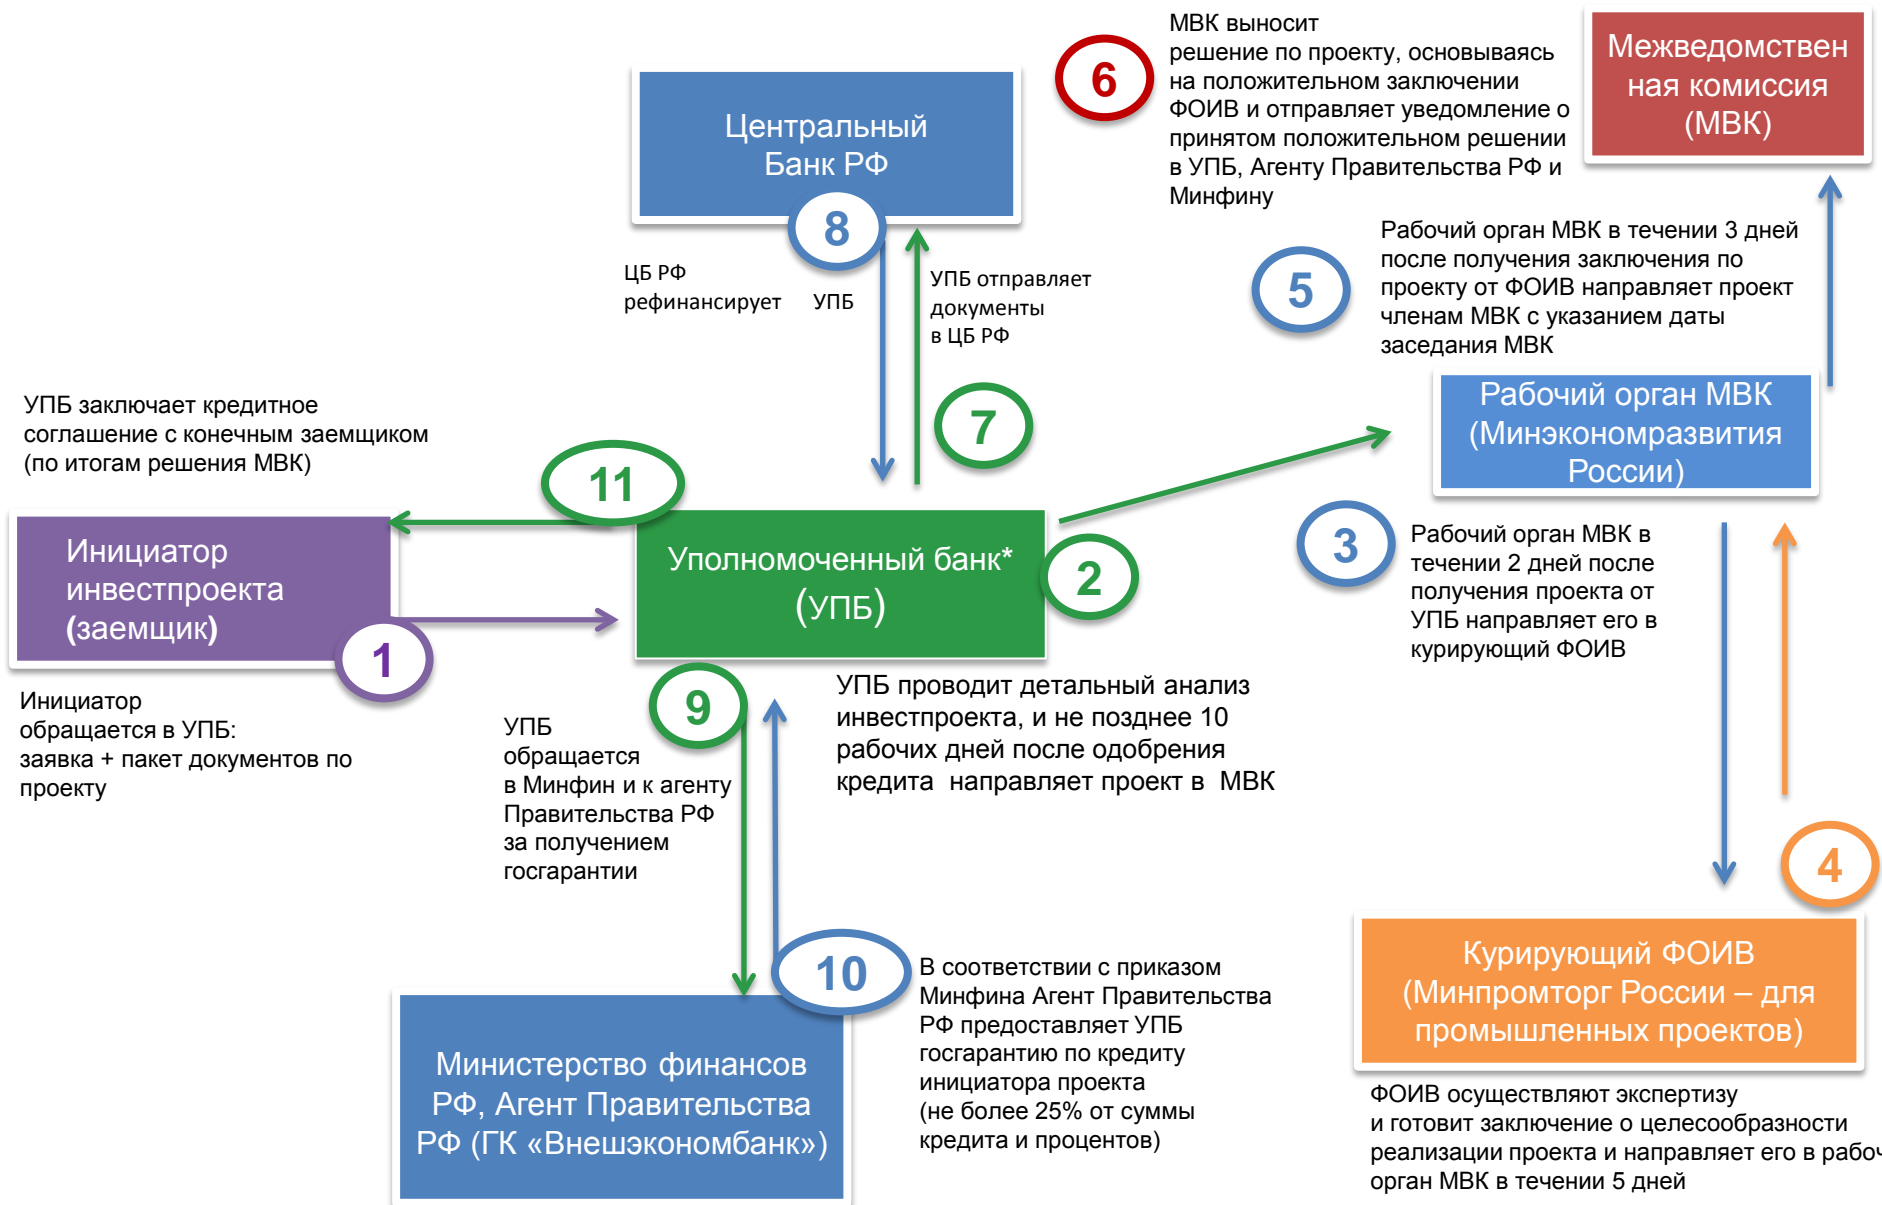 МВК выносит
решение по проекту, основываясь
на положительном заключении
ФОИВ и отправляет уведомление о
принятом положительном решении
в УПБ, Агенту Правительства РФ и
Минфину
6
Межведомствен
ная комиссия
(МВК)
Центральный
Банк РФ
8
ЦБ РФ
рефинансирует УПБ
УПБ отправляет
документы
в ЦБ РФ
7
5
Рабочий орган МВК в течении 3 дней
после получения заключения по
проекту от ФОИВ направляет проект
членам МВК с указанием даты
заседания МВК
Рабочий орган МВК
(Минэкономразвития
России)
УПБ заключает кредитное
соглашение с конечным заемщиком
(по итогам решения МВК)
11
Инициатор
инвестпроекта
(заемщик)
1
Уполномоченный банк*
(УПБ)
2
3
Рабочий орган МВК в
течении 2 дней после
получения проекта от
УПБ направляет его в
курирующий ФОИВ
Инициатор
обращается в УПБ:
заявка + пакет документов по
проекту
9
УПБ
обращается
в Минфин и к агенту
Правительства РФ
за получением
госгарантии
УПБ проводит детальный анализ
инвестпроекта, и не позднее 10
рабочих дней после одобрения
кредита направляет проект в МВК
4
10
В соответствии с приказом
Минфина Агент Правительства
РФ предоставляет УПБ
госгарантию по кредиту
инициатора проекта
(не более 25% от суммы
кредита и процентов)
Министерство финансов
РФ, Агент Правительства
РФ (ГК «Внешэкономбанк»)
Курирующий ФОИВ
(Минпромторг России – для
промышленных проектов)
ФОИВ осуществляют экспертизу
и готовит заключение о целесообразности
реализации проекта и направляет его в рабоч
орган МВК в течении 5 дней